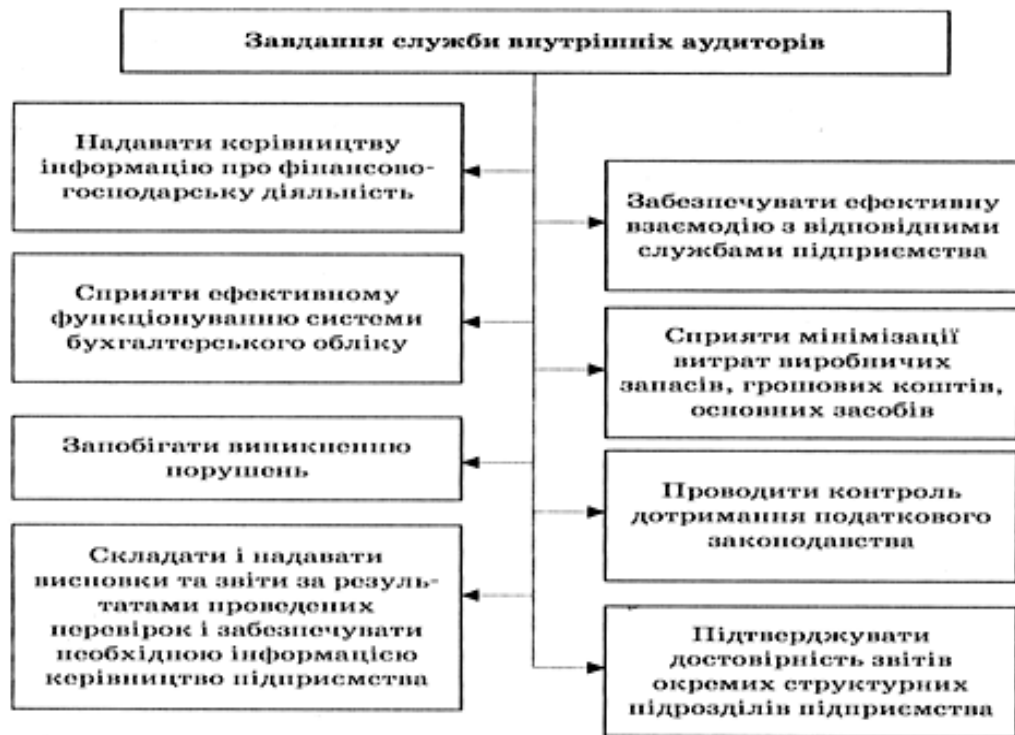 Завдання служби внутрішніх аудиторів
Надавати керівництву
інформацію про фінансово-
господарську діяльність
Сприяти ефективному
функціонуванню системи
бухгалтерського обліку
Запобігати виникненню
порушень
Складати і надавати
висновки та звіти за резуль-
татами проведених
перевірок і забезпечувати
необхідною інформацією
керівництво підприємства
Забезпечувати ефективну
взаємодію з відповідними
службами підприємства
Сприяти мінімізації
витрат виробничих
запасів, грошових коштів,
основних засобів
Проводити контроль
дотримання податкового
законодавства
Підтверджувати
достовірність звітів
окремих структурних
підрозділів підприємства